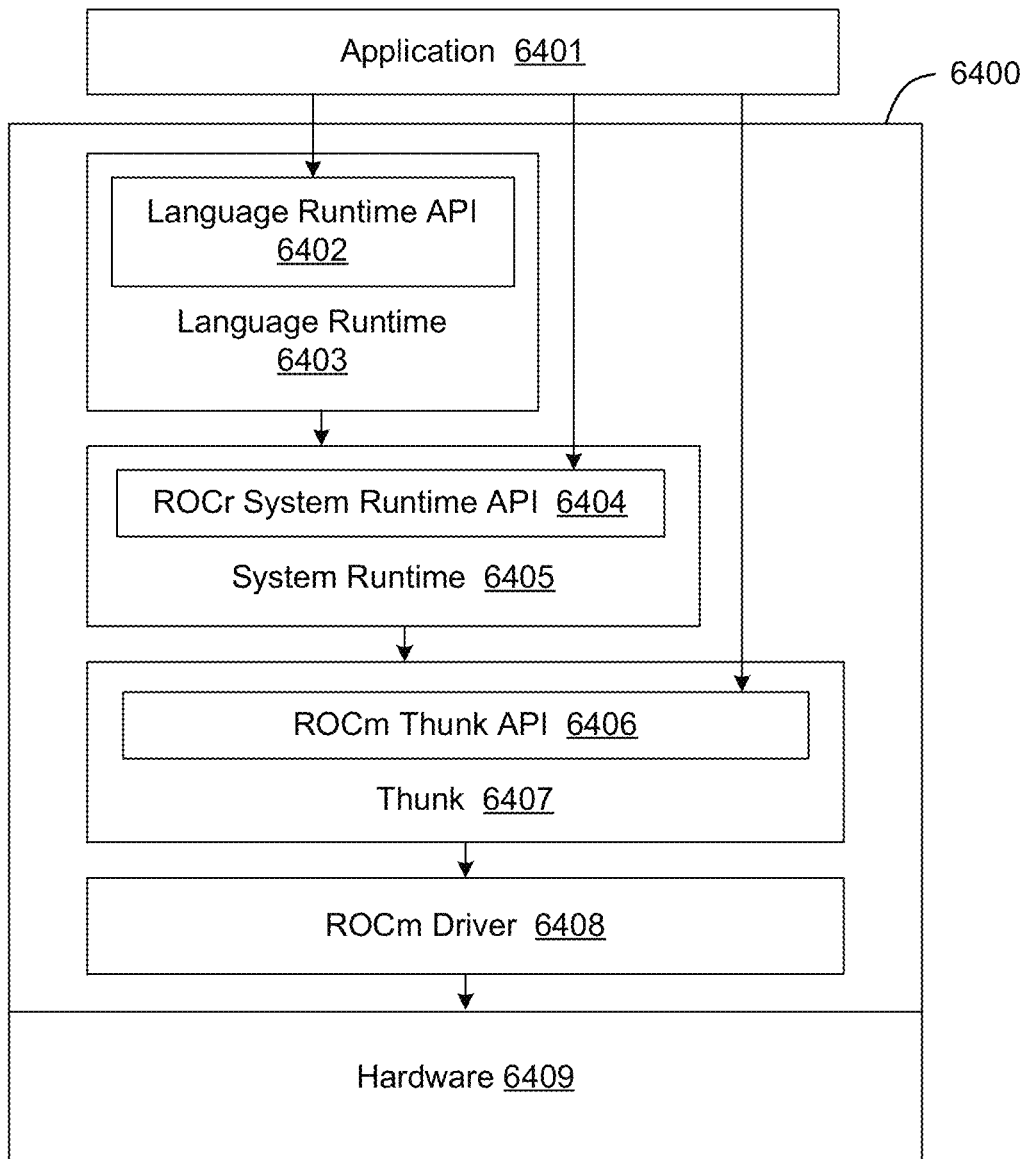 Application 6401
6400
Language Runtime API
6402
Language Runtime
6403
ROCr System Runtime API 6404
System Runtime 6405
ROCm Thunk API 6406
Thunk 6407
ROCm Driver 6408
Hardware 6409